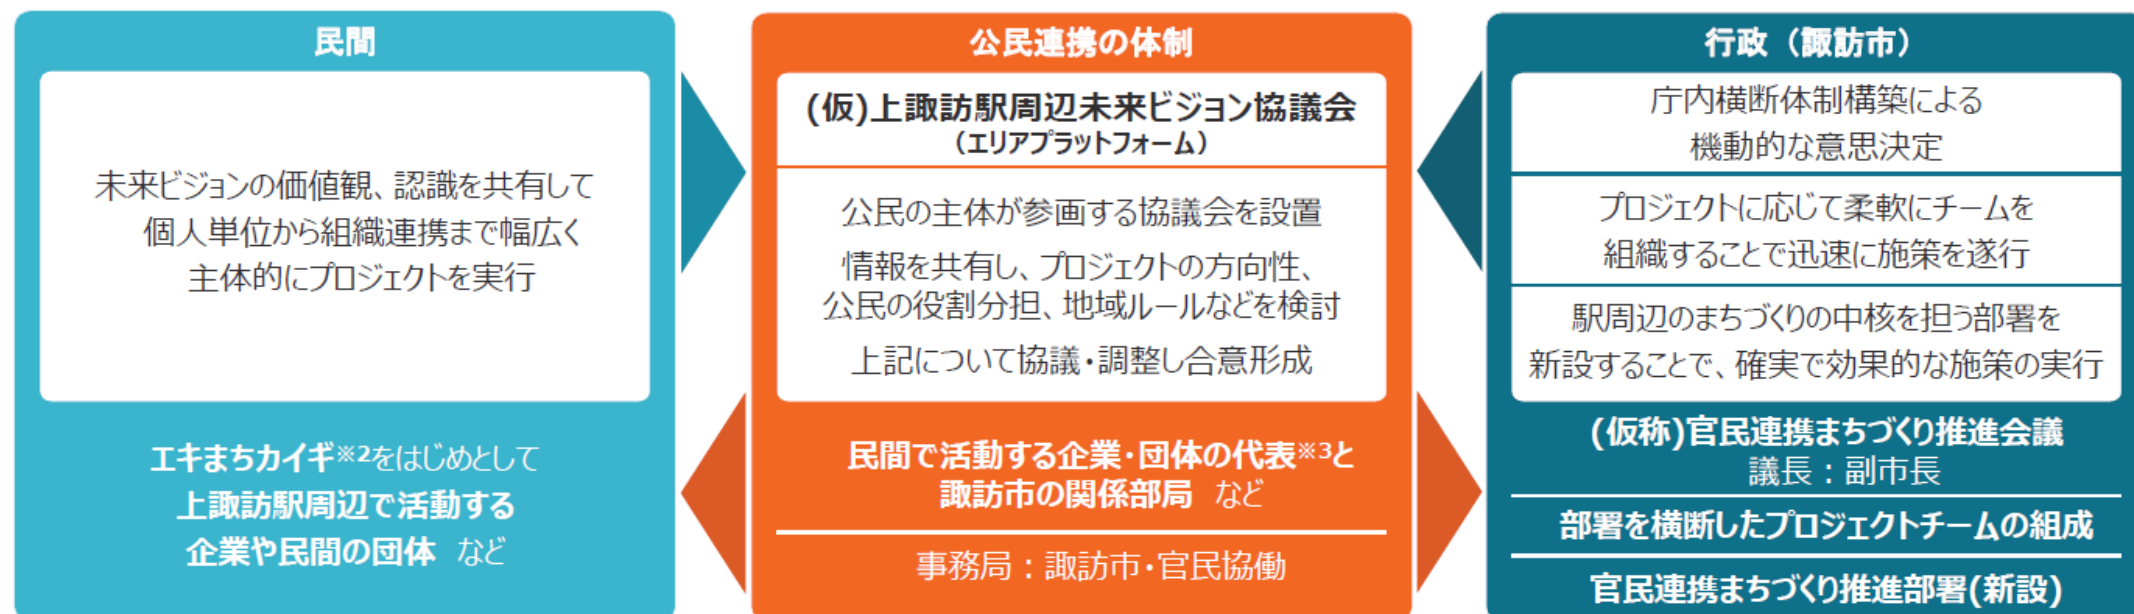 民間
未来ビジョンの価値観、認識を共有して
個人単位から組織連携まで幅広く
主体的にプロジェクトを実行
エキまちカイギ※2をはじめとして
上諏訪駅周辺で活動する
企業や民間の団体 など
公民連携の体制
(仮)上諏訪駅周辺未来ビジョン協議会
（エリアプラットフォーム）
公民の主体が参画する協議会を設置
情報を共有し、プロジェクトの方向性、
公民の役割分担、地域ルールなどを検討
上記について協議・調整し合意形成
民間で活動する企業・団体の代表※3と
諏訪市の関係部局 など
事務局：諏訪市・官民協働
行政（諏訪市）
庁内横断体制構築による
機動的な意思決定
プロジェクトに応じて柔軟にチームを
組織することで迅速に施策を遂行
駅周辺のまちづくりの中核を担う部署を
新設することで、確実で効果的な施策の実行
(仮称)官民連携まちづくり推進会議
議長：副市長
部署を横断したプロジェクトチームの組成
官民連携まちづくり推進部署(新設)